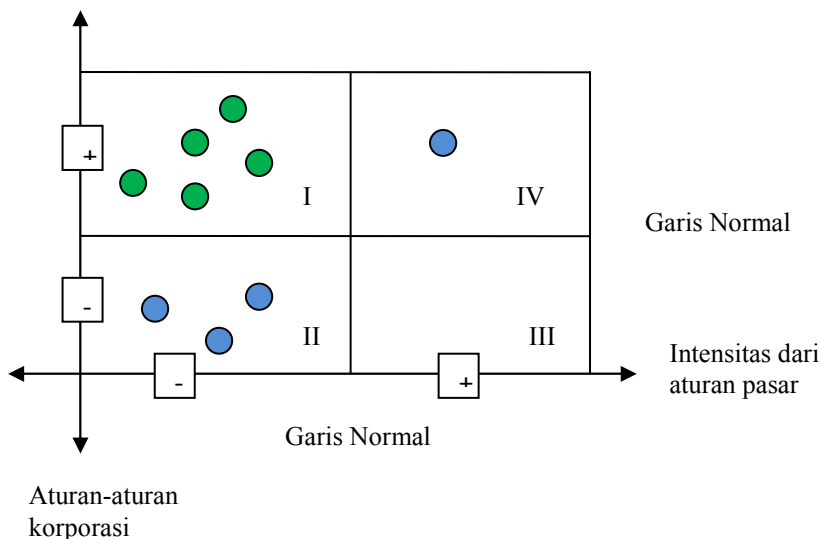 +
I
IV
Garis Normal
-
II
III
Intensitas dari
aturan pasar
-
+
Garis Normal
Aturan-aturan
korporasi